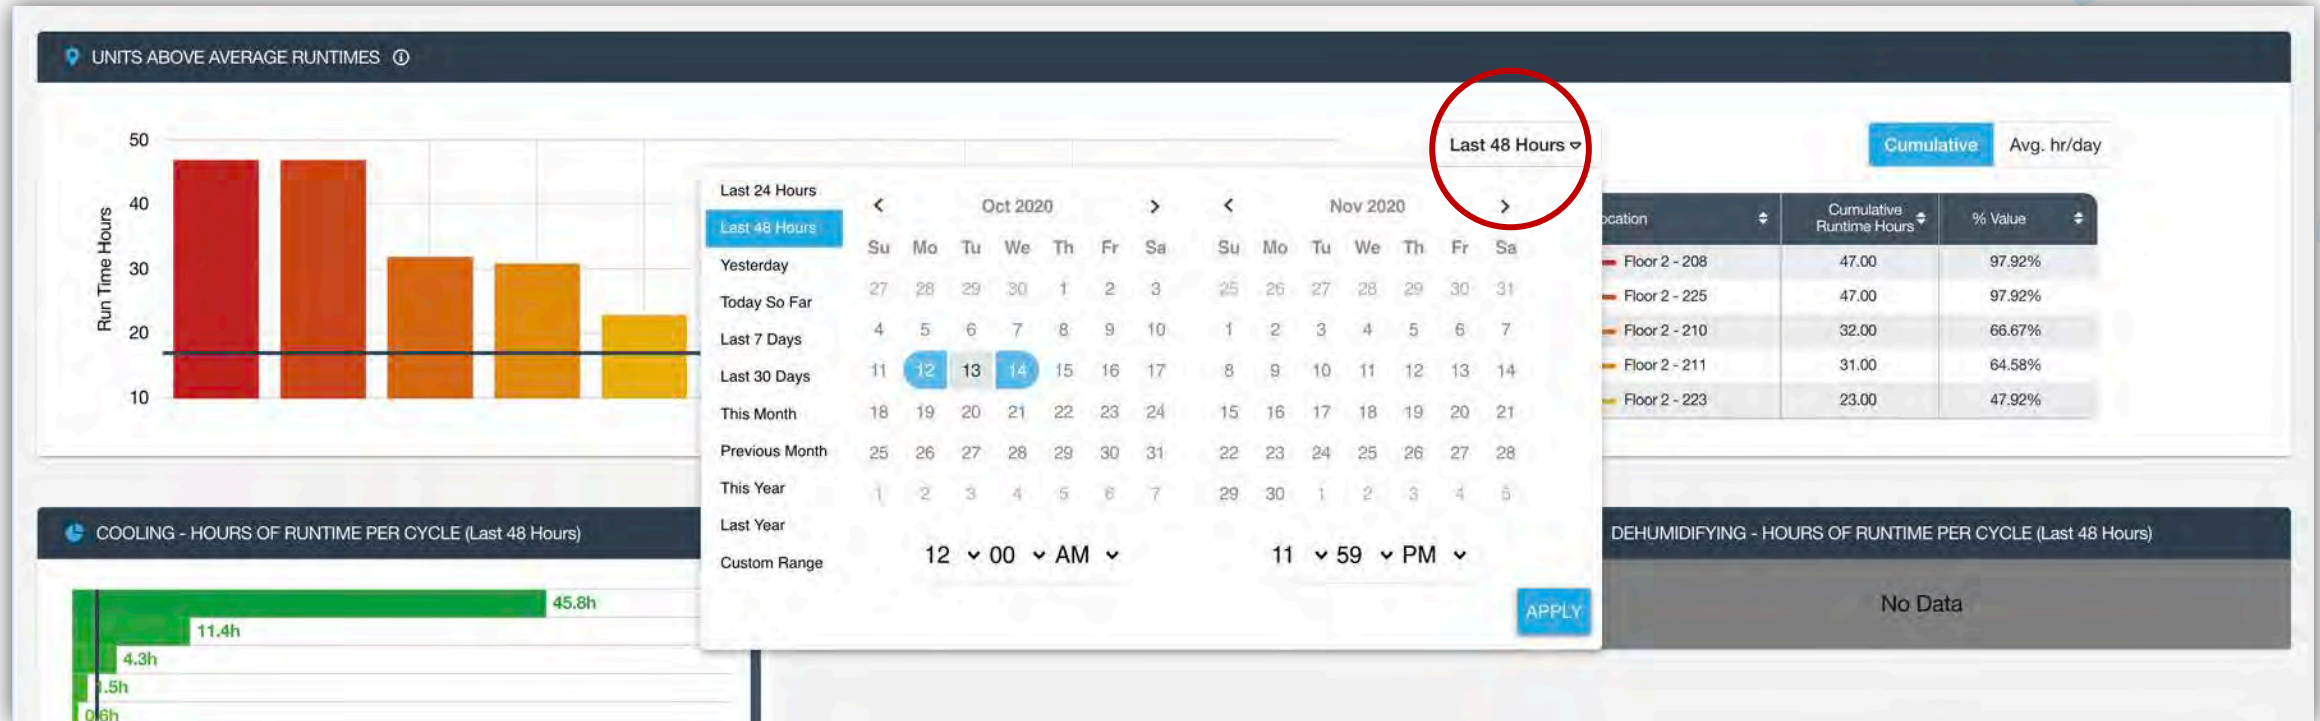 UNITS ABOVE AVERAGE RUNTIMES
Last 48 Hours
Cumulative Avg. hr/day
Run Time Hours
50
40
30
20
10
Last 24 Hours
Last 48 Hours
Yesterday
Today So Far
Last 7 Days
Last 30 Days
This Month
Previous Month
This Year
Last Year
Custom Range
< Oct 2020 >
Su Mo Tu We Th Fr Sa
27 28 29 30 1 2 3
4 5 6 7 8 9 10
11 12 13 14 15 16 17
18 19 20 21 22 23 24
25 26 27 28 29 30 31
1 2 3 4 5 6 7
12 00 AM
< Nov 2020 >
Su Mo Tu We Th Fr Sa
25 26 27 28 29 30 31
1 2 3 4 5 6 7
8 9 10 11 12 13 14
15 16 17 18 19 20 21
22 23 24 25 26 27 28
29 30 1 2 3 4 5
11 59 PM
APPLY
ocation Cumulative Runtime Hours % Value
Floor 2 - 208 47.00 97.92%
Floor 2 - 225 47.00 97.92%
Floor 2 - 210 32.00 66.67%
Floor 2 - 211 31.00 64.58%
Floor 2 - 223 23.00 47.92%
COOLING - HOURS OF RUNTIME PER CYCLE (Last 48 Hours)
45.8h
11.4h
4.3h
.5h
0.6h
DEHUMIDIFYING - HOURS OF RUNTIME PER CYCLE (Last 48 Hours)
No Data